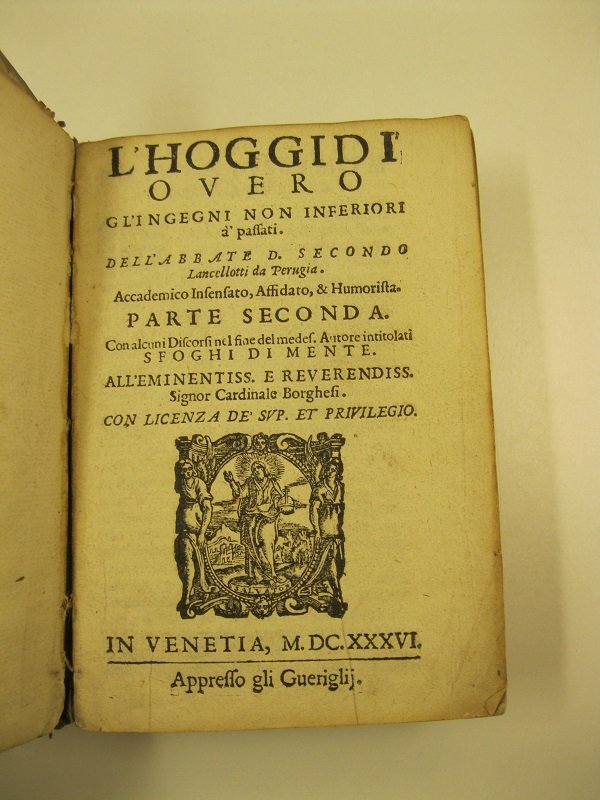 L'HOGGIDÌ
OVERO
GL'INGEGNI NON INFERIORI
a' paſſati.
DELL'ABBATE D. SECONDO
Lancellotti da Perugia.
Accademico Inſenſato, Affidato, & Humoriſta.
PARTE SECONDA.
Con alcuni Diſcorſi nel fine del medeſ. Autore intitolati
SFOGHI DI MENTE.
ALL'EMINENTISS. E REVERENDISS.
Signor Cardinale Borgheſi.
CON LICENZA DE' SVP. ET PRIVILEGIO.
IN VENETIA, M.DC.XXXVI.
Appreſſo gli Gueriglij.